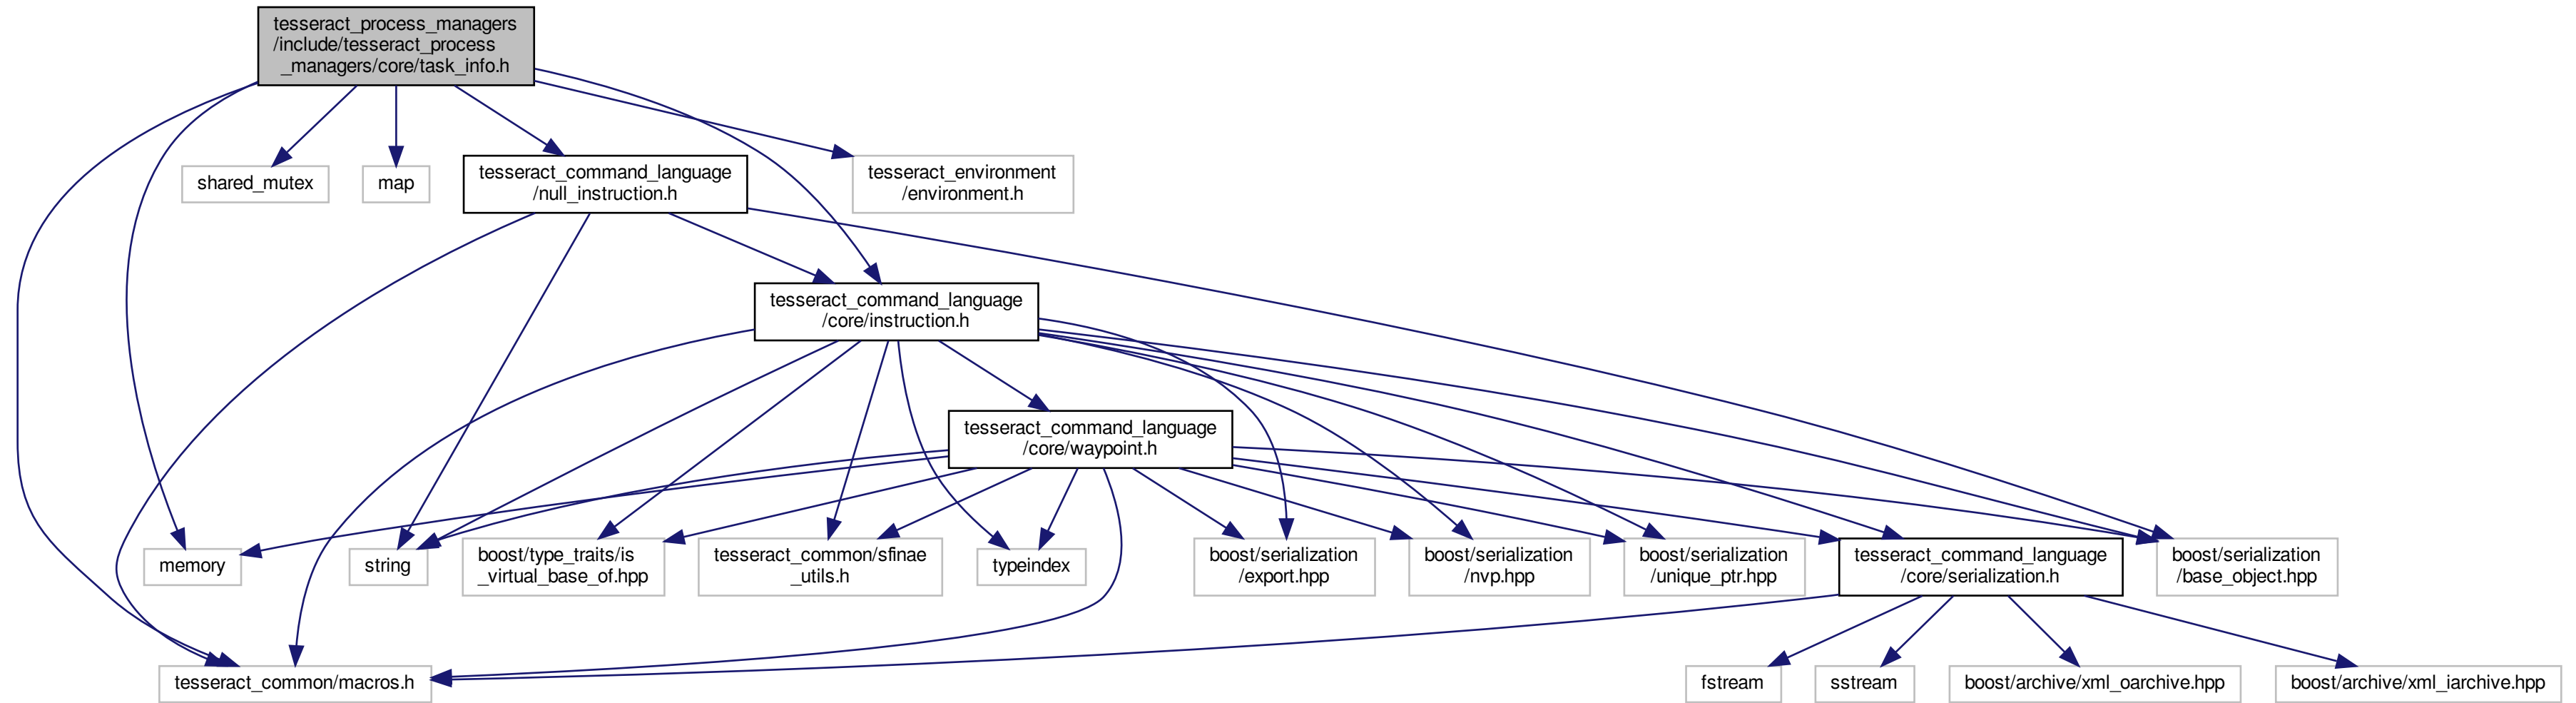 tesseract_process_managers
/include/tesseract_process
_managers/core/task_info.h
shared_mutex
map
tesseract_command_language
/null_instruction.h
tesseract_environment
/environment.h
tesseract_command_language
/core/instruction.h
tesseract_command_language
/core/waypoint.h
memory
string
boost/type_traits/is
_virtual_base_of.hpp
tesseract_common/sfinae
_utils.h
typeindex
boost/serialization
/export.hpp
boost/serialization
/nvp.hpp
boost/serialization
/unique_ptr.hpp
tesseract_command_language
/core/serialization.h
boost/serialization
/base_object.hpp
tesseract_common/macros.h
fstream
sstream
boost/archive/xml_oarchive.hpp
boost/archive/xml_iarchive.hpp